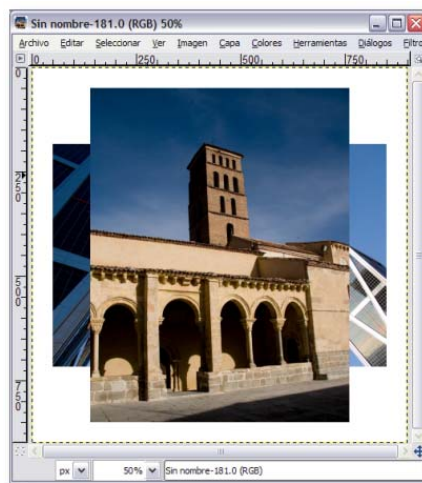 Sin nombre-181.0 (RGB) 50%
Archivo Editar Seleccionar Ver Imagen Capa Colores Herramientas Diálogos Filtro
0 250 500 750
0
250
500
750
px 50% Sin nombre-181.0 (RGB)